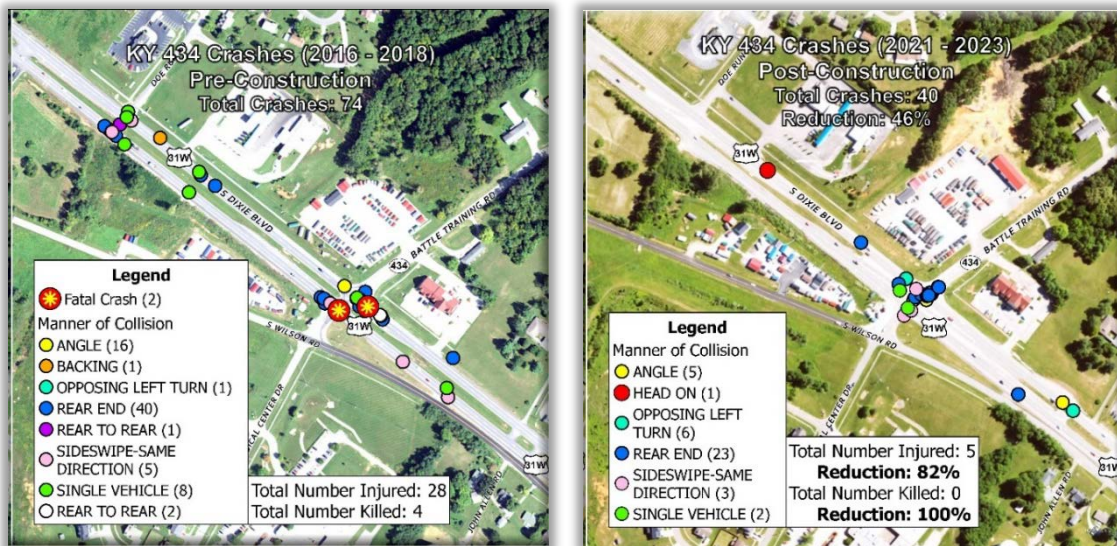 KY 434 Crashes (2016 - 2018)
Pre-Construction
Total Crashes: 74
31W
S DIXIE BLVD
BATTLE TRAINING RD
434
31W
S WILSON RD
JOHN ALLEN RD
31W
Legend
Fatal Crash (2)
Manner of Collision
ANGLE (16)
BACKING (1)
OPPOSING LEFT TURN (1)
REAR END (40)
REAR TO REAR (1)
SIDESWIPE-SAME
DIRECTION (5)
SINGLE VEHICLE (8)
REAR TO REAR (2)
Total Number Injured: 28
Total Number Killed: 4
KY 434 Crashes (2021 - 2023)
Post-Construction
Total Crashes: 40
Reduction: 46%
31W
S DIXIE BLVD
BATTLE TRAINING RD
434
31W
S WILSON RD
JOHN ALLEN RD
31W
Legend
Manner of Collision
ANGLE (5)
HEAD ON (1)
OPPOSING LEFT
TURN (6)
REAR END (23)
SIDESWIPE-SAME
DIRECTION (3)
SINGLE VEHICLE (2)
Total Number Injured: 5
Reduction: 82%
Total Number Killed: 0
Reduction: 100%